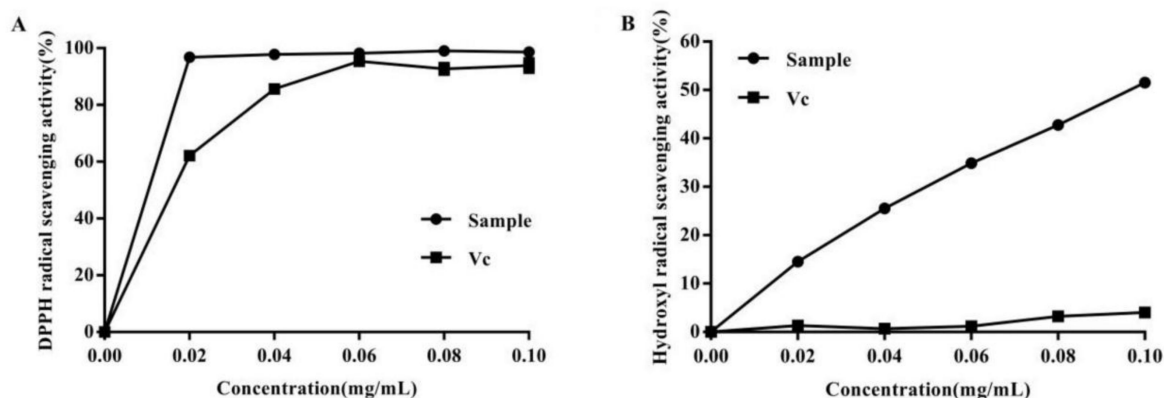 A
DPPH radical scavenging activity(%)
100
80
60
40
20
0
0.00 0.02 0.04 0.06 0.08 0.10
Concentration(mg/mL)
Sample
Vc
B
Hydroxyl radical scavenging activity(%)
60
50
40
30
20
10
0
0.00 0.02 0.04 0.06 0.08 0.10
Concentration(mg/mL)
Sample
Vc